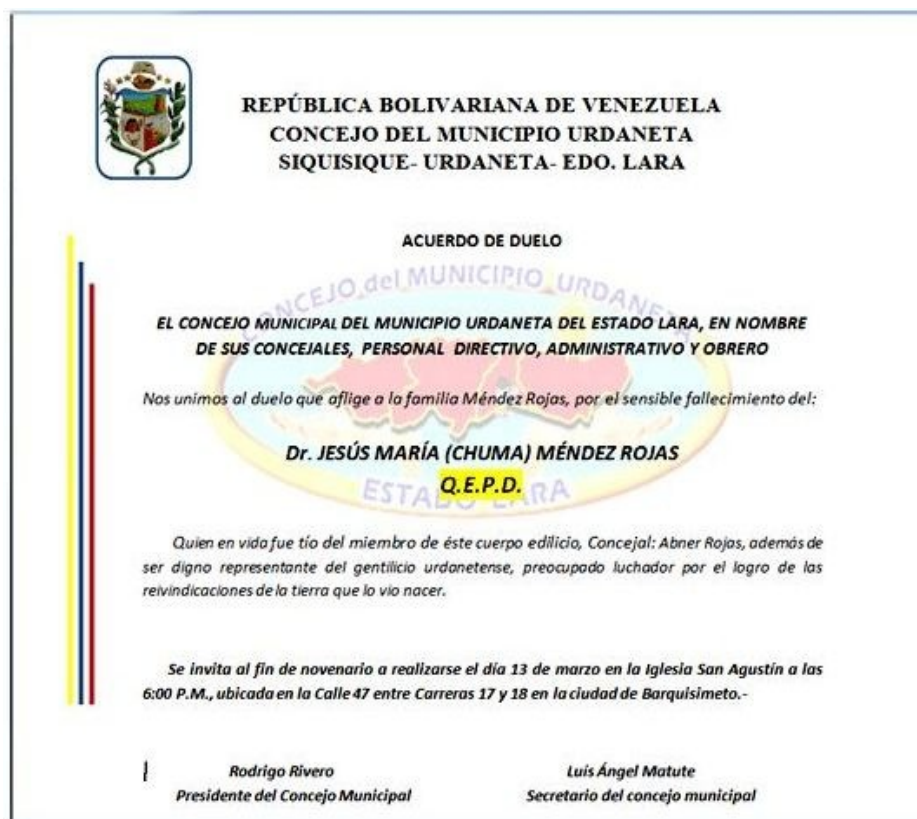 REPÚBLICA BOLIVARIANA DE VENEZUELA
CONCEJO DEL MUNICIPIO URDANETA
SIQUISIQUE- URDANETA- EDO. LARA
ACUERDO DE DUELO
CONCEJO del MUNICIPIO URDANETA
EL CONCEJO MUNICIPAL DEL MUNICIPIO URDANETA DEL ESTADO LARA, EN NOMBRE
DE SUS CONCEJALES, PERSONAL DIRECTIVO, ADMINISTRATIVO Y OBRERO
Nos unimos al duelo que aflige a la familia Méndez Rojas, por el sensible fallecimiento del:
Dr. JESÚS MARÍA (CHUMA) MÉNDEZ ROJAS
Q.E.P.D.
ESTADO LARA
Quien en vida fue tío del miembro de éste cuerpo edilicio, Concejal: Abner Rojas, además de
ser digno representante del gentilicio urdanetense, preocupado luchador por el logro de las
reivindicaciones de la tierra que lo vio nacer.
Se invita al fin de novenario a realizarse el día 13 de marzo en la Iglesia San Agustín a las
6:00 P.M., ubicada en la Calle 47 entre Carreras 17 y 18 en la ciudad de Barquisimeto.-
Rodrigo Rivero Luis Ángel Matute
Presidente del Concejo Municipal Secretario del concejo municipal